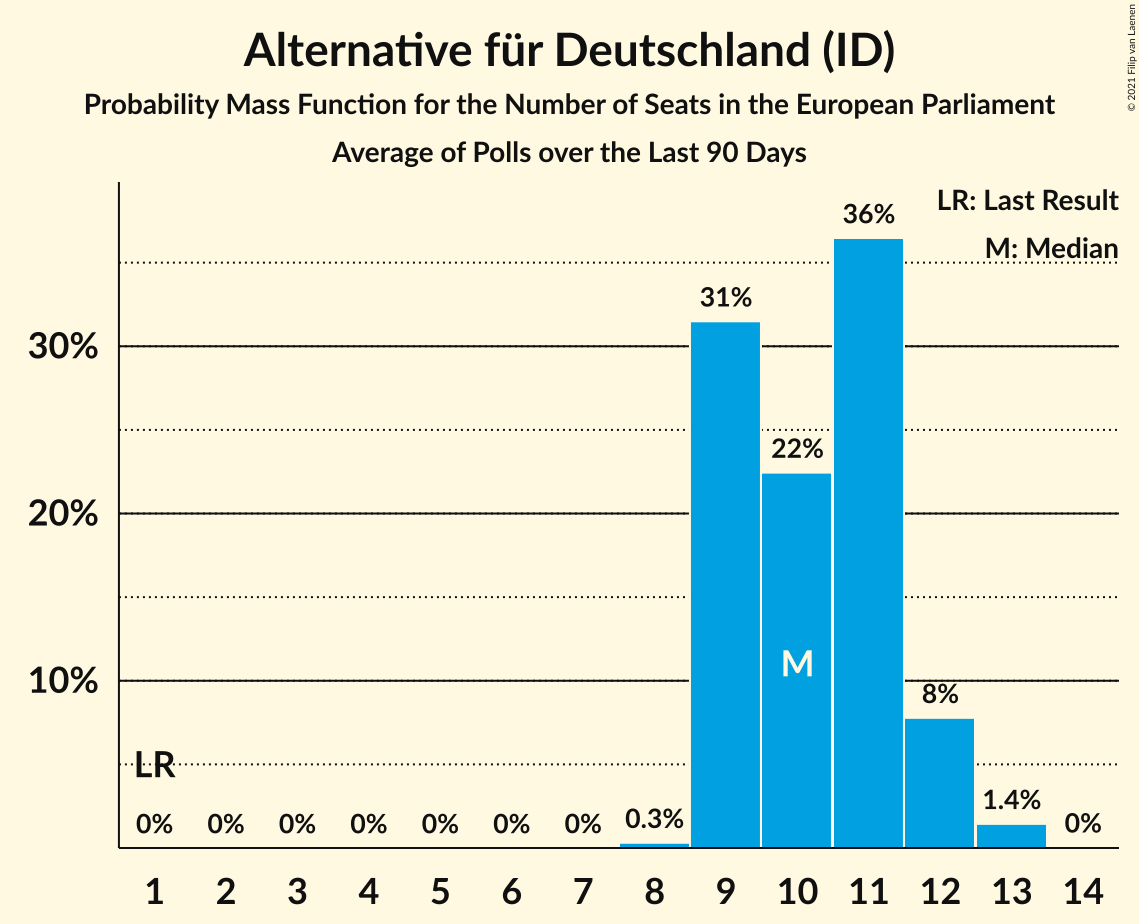 Alternative für Deutschland (ID)
Probability Mass Function for the Number of Seats in the European Parliament
Average of Polls over the Last 90 Days
© 2021 Filip van Laenen
LR: Last Result
M: Median
36%
31%
30%
22%
20%
M
10%
8%
LR
1.4%
0% 0% 0% 0% 0% 0% 0% 0.3% 0%
1 2 3 4 5 6 7 8 9 10 11 12 13 14